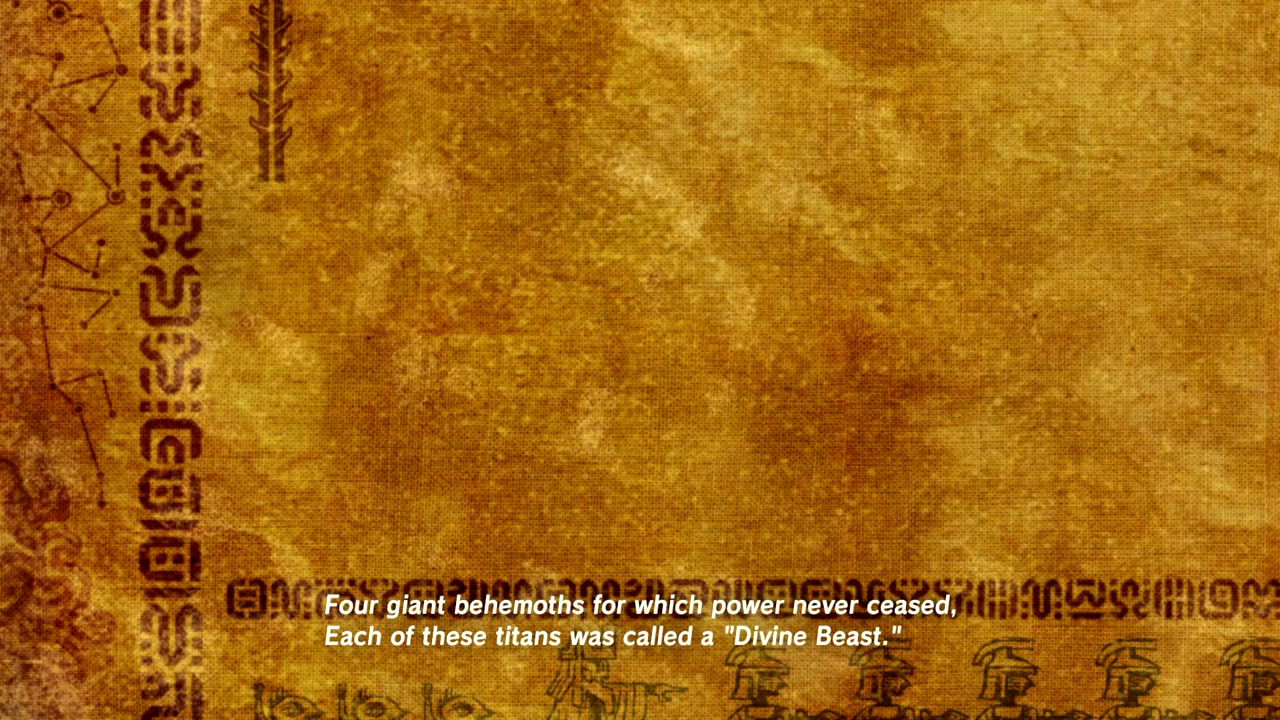 Four giant behemoths for which power never ceased,
Each of these titans was called a "Divine Beast."